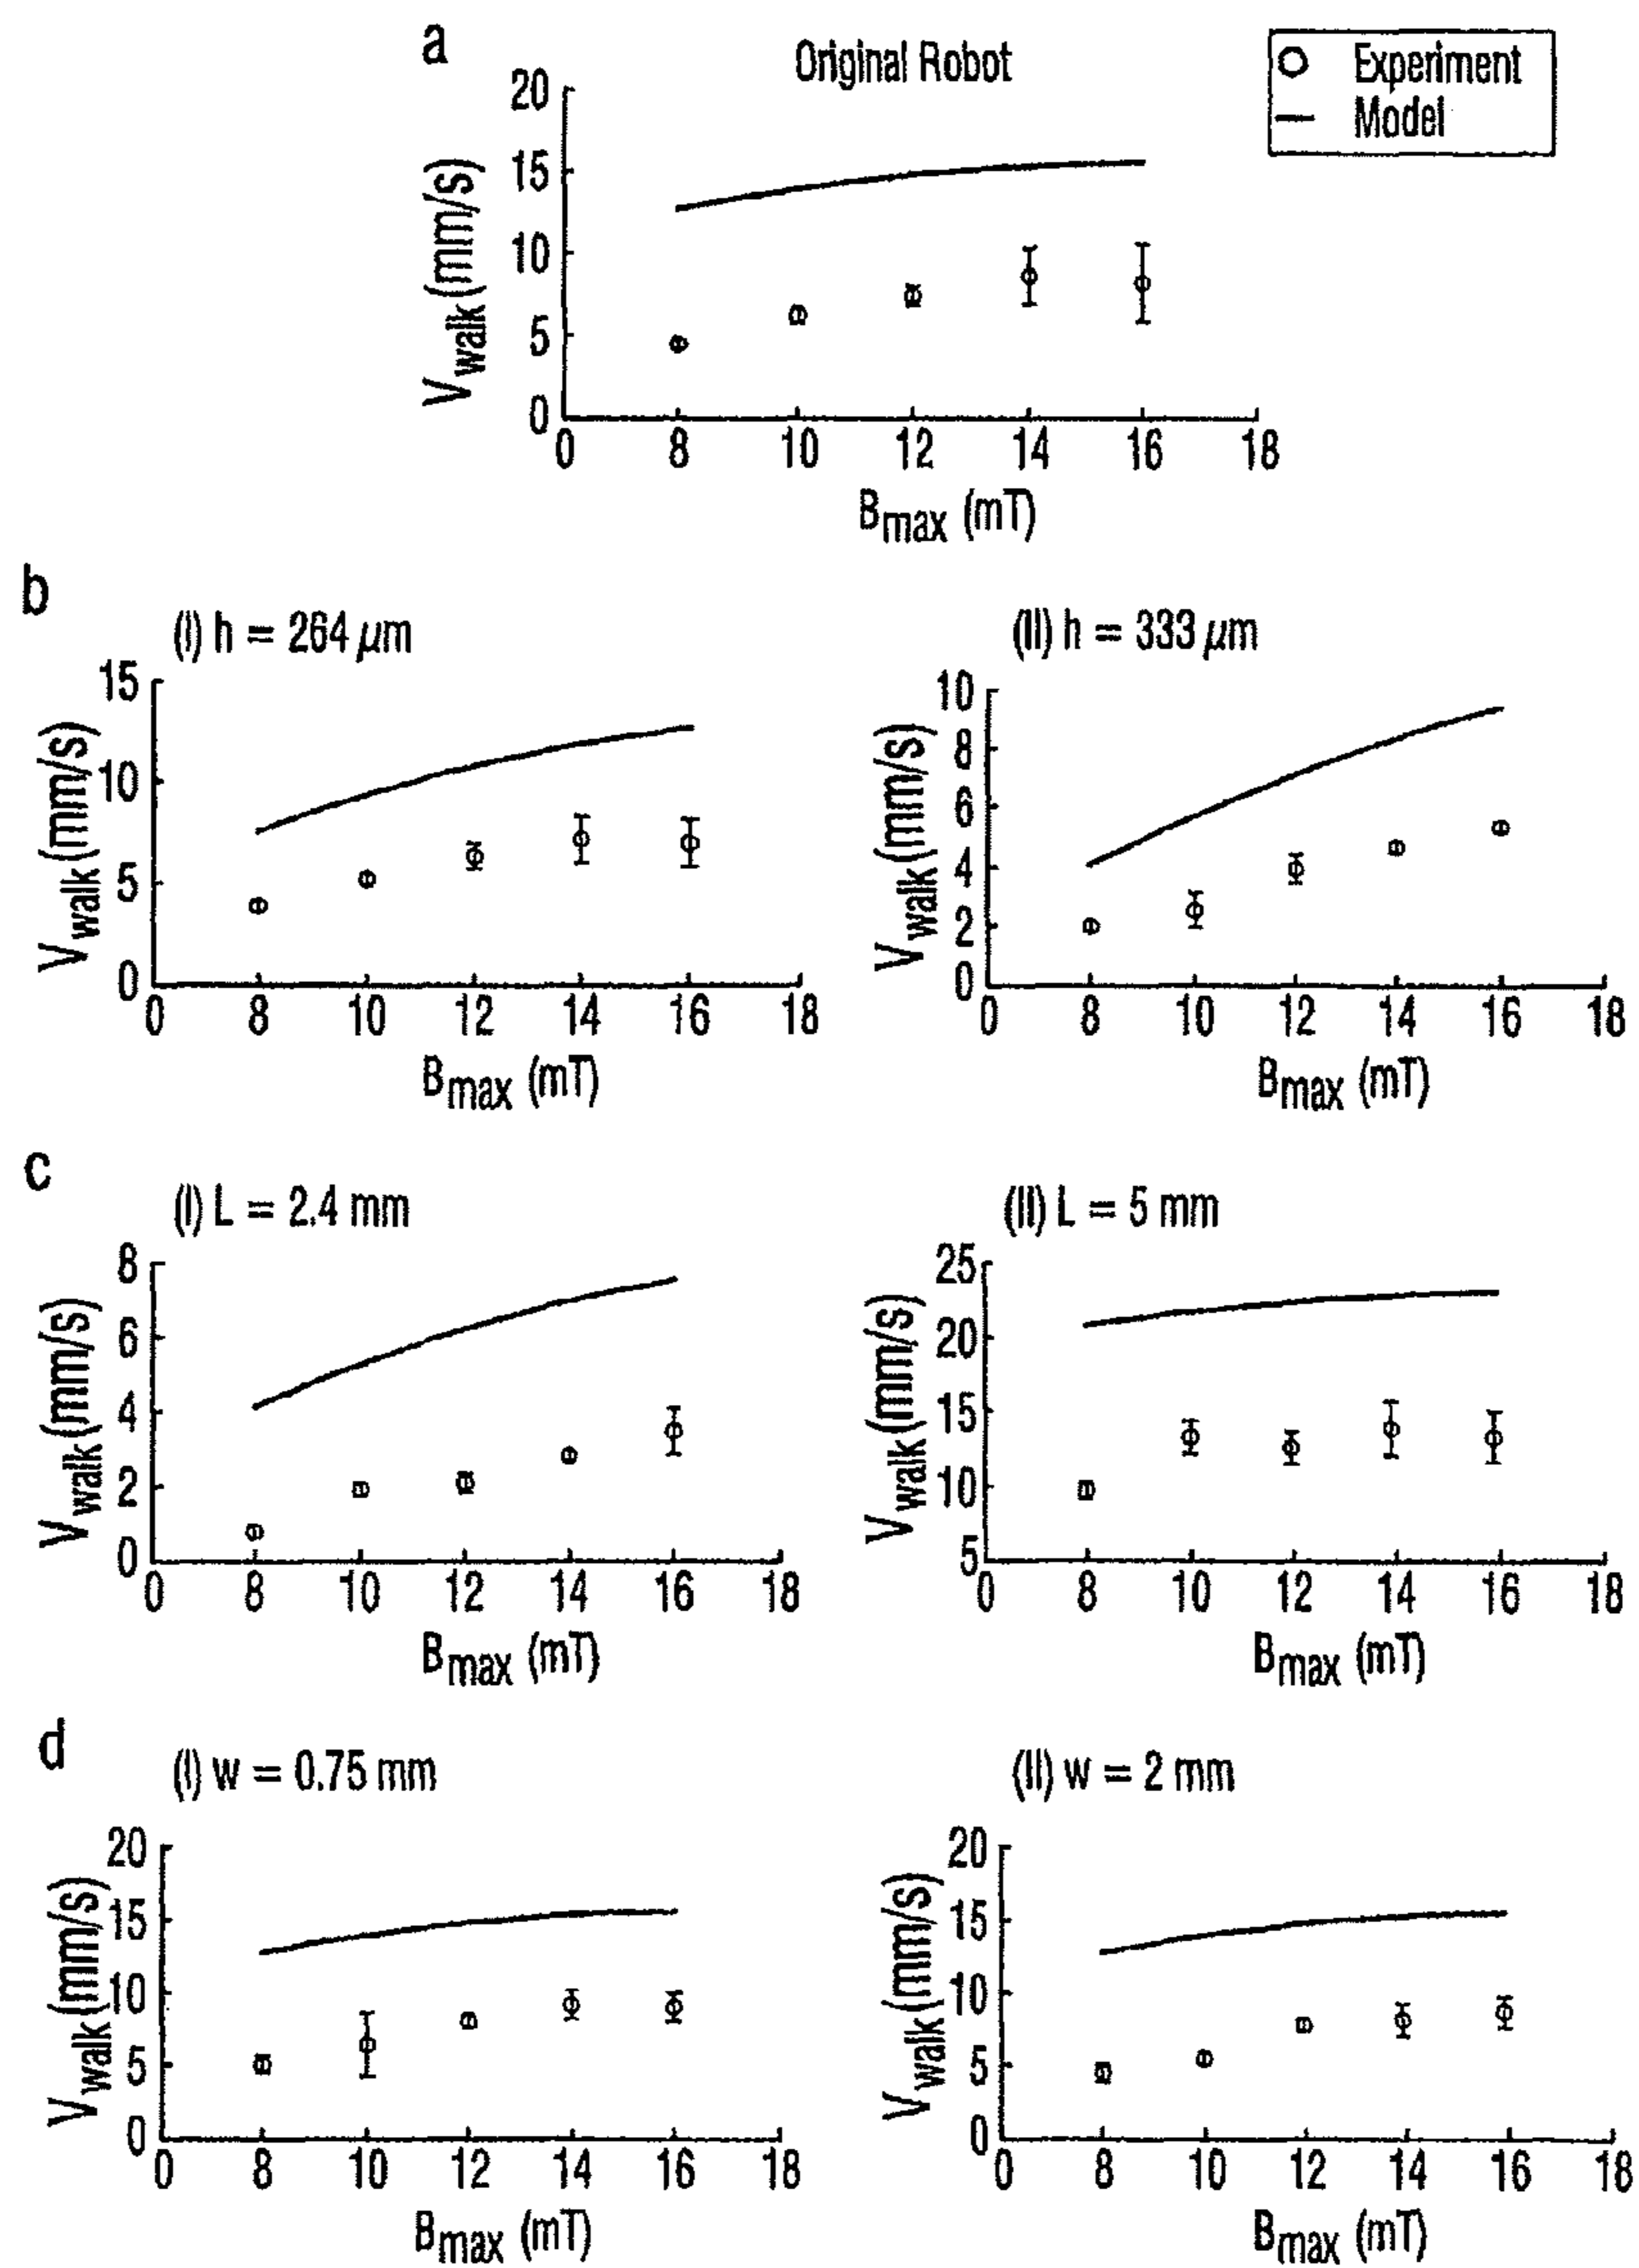 a
Original Robot
O Experiment
— Model
20
15
10
5
0
Vwalk (mm/s)
0 8 10 12 14 16 18
Bmax (mT)
b
(I) h = 264 μm
15
10
5
0
Vwalk (mm/s)
0 8 10 12 14 16 18
Bmax (mT)
(II) h = 333 μm
10
8
6
4
2
0
Vwalk (mm/s)
0 8 10 12 14 16 18
Bmax (mT)
c
(I) L = 2.4 mm
8
6
4
2
0
Vwalk (mm/s)
0 8 10 12 14 16 18
Bmax (mT)
(II) L = 5 mm
25
20
15
10
5
Vwalk (mm/s)
0 8 10 12 14 16 18
Bmax (mT)
d
(I) w = 0.75 mm
20
15
10
5
0
Vwalk (mm/s)
0 8 10 12 14 16 18
Bmax (mT)
(II) w = 2 mm
20
15
10
5
0
Vwalk (mm/s)
0 8 10 12 14 16 18
Bmax (mT)